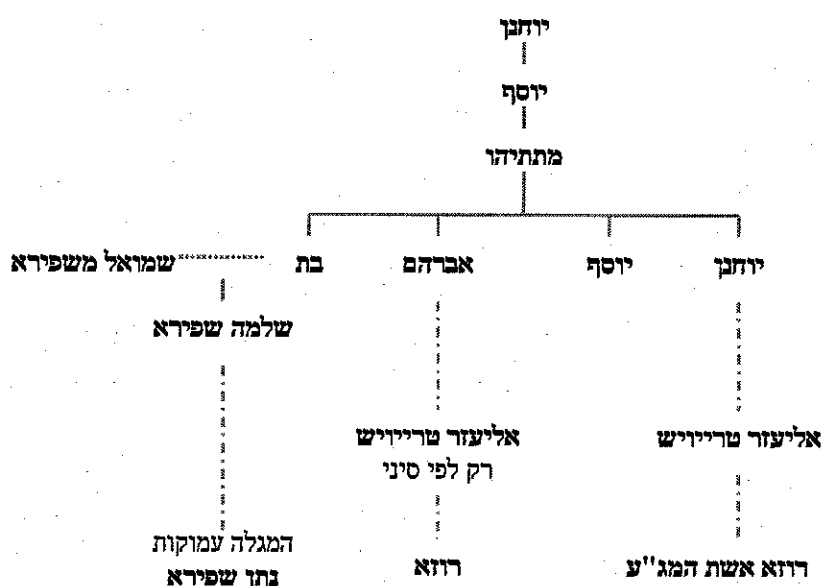 יוחנן
יוסף
מתתיהו
יוחנן
יוסף
אברהם
בת
שמואל משפירא
שלמה שפירא
אליעזר טרייויש
אליעזר טרייויש
רק לפי סיני
רוזא אשת המג"ע
רוזא
המגלה עמוקות
נתן שפירא